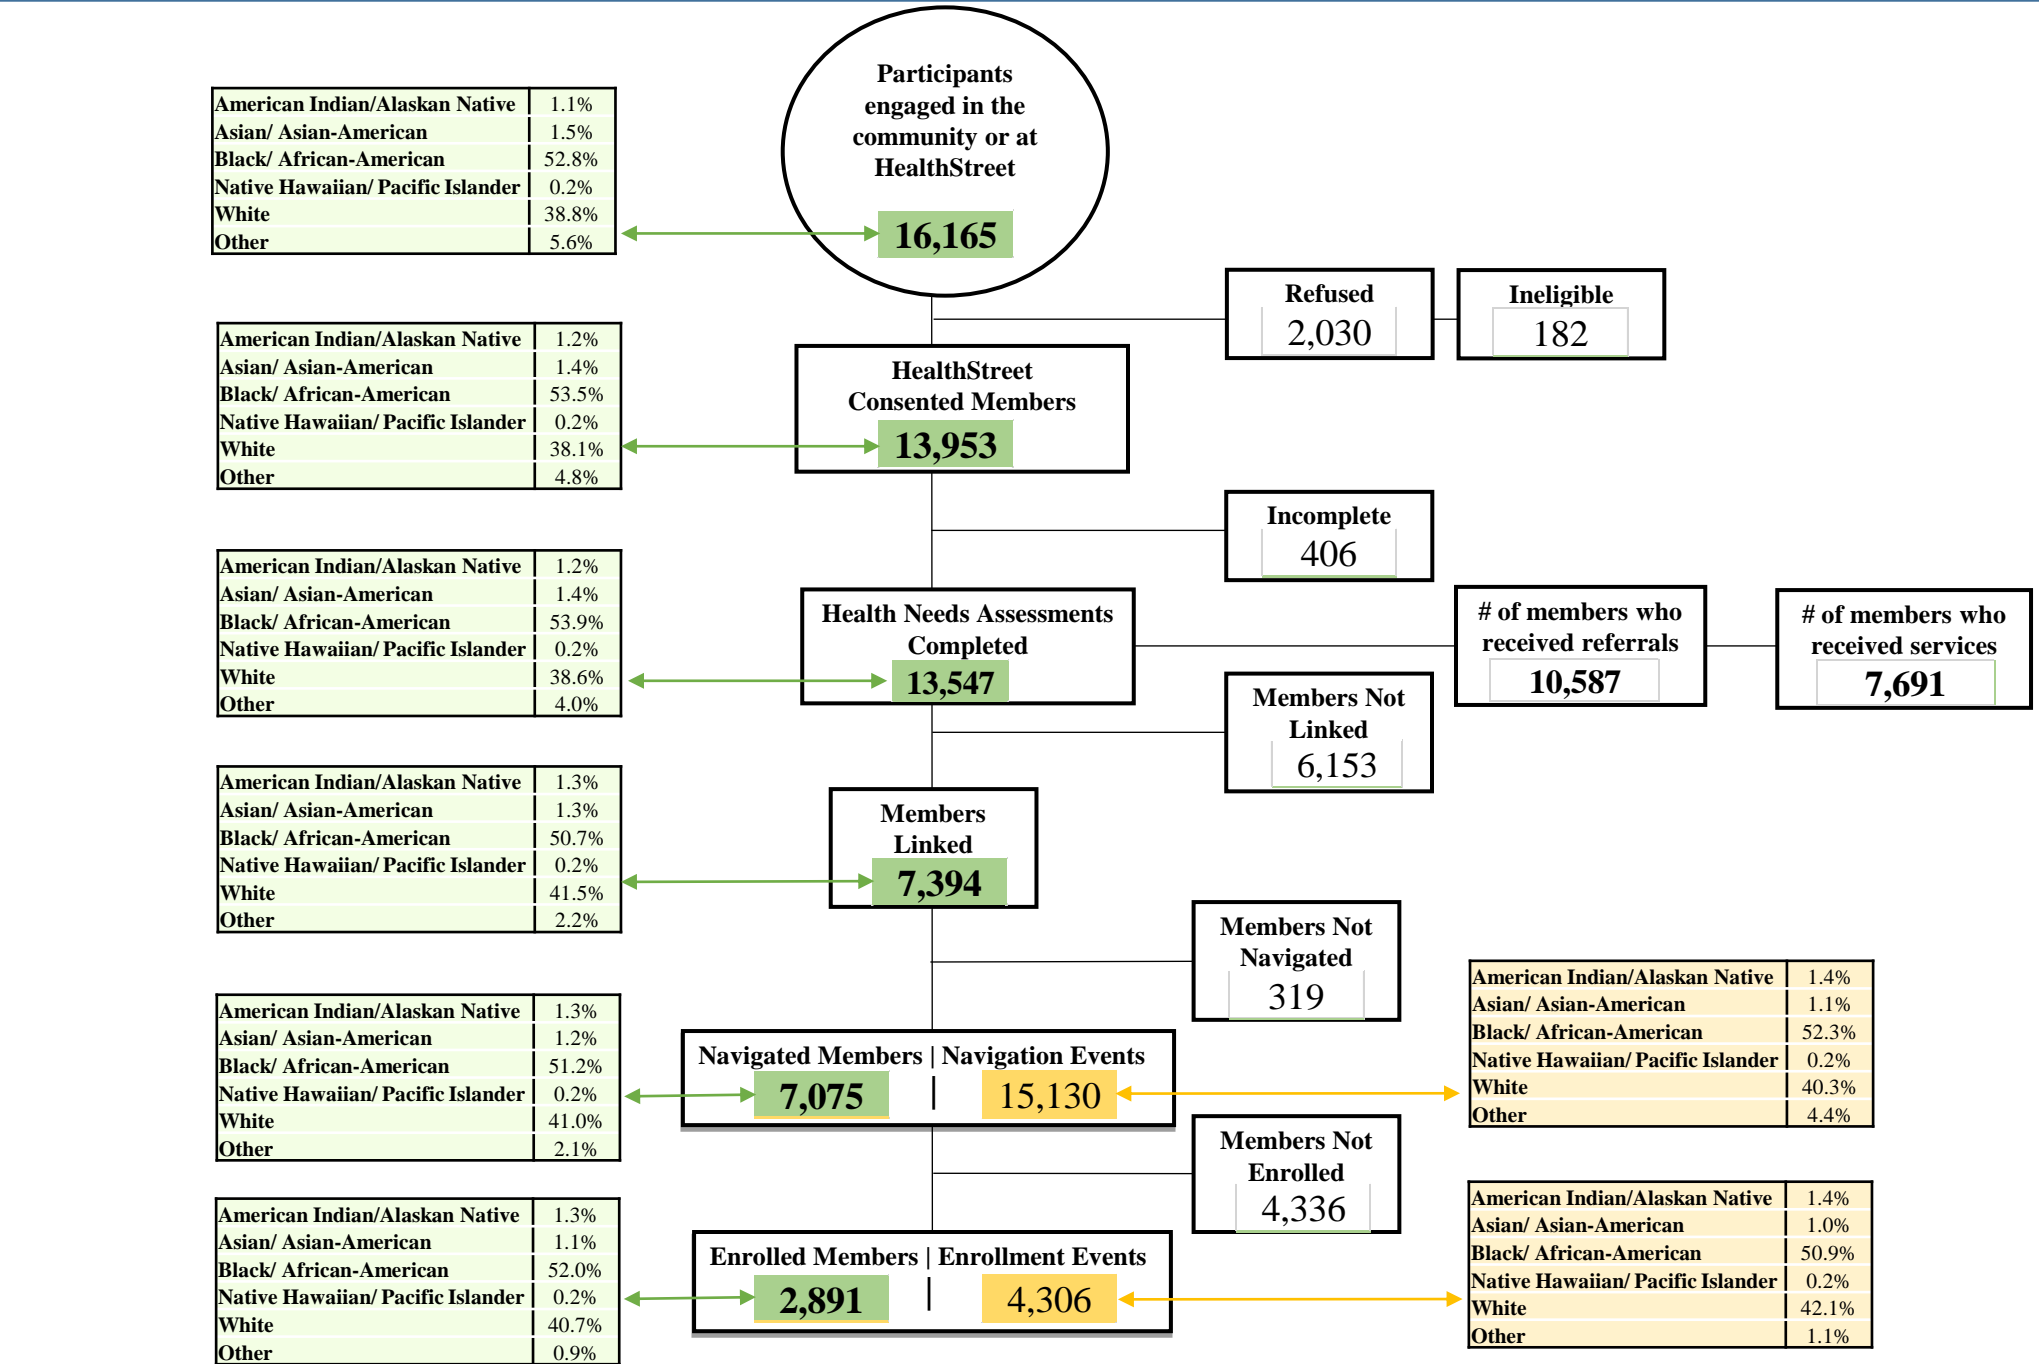 Participants
engaged in the
community or at
HealthStreet
16,165
American Indian/Alaskan Native 1.1%
Asian/ Asian-American 1.5%
Black/ African-American 52.8%
Native Hawaiian/ Pacific Islander 0.2%
White 38.8%
Other 5.6%
Refused
2,030
Ineligible
182
HealthStreet
Consented Members
13,953
American Indian/Alaskan Native 1.2%
Asian/ Asian-American 1.4%
Black/ African-American 53.5%
Native Hawaiian/ Pacific Islander 0.2%
White 38.1%
Other 4.8%
Incomplete
406
Health Needs Assessments
Completed
13,547
American Indian/Alaskan Native 1.2%
Asian/ Asian-American 1.4%
Black/ African-American 53.9%
Native Hawaiian/ Pacific Islander 0.2%
White 38.6%
Other 4.0%
# of members who
received referrals
10,587
# of members who
received services
7,691
Members Not
Linked
6,153
Members
Linked
7,394
American Indian/Alaskan Native 1.3%
Asian/ Asian-American 1.3%
Black/ African-American 50.7%
Native Hawaiian/ Pacific Islander 0.2%
White 41.5%
Other 2.2%
Members Not
Navigated
319
Navigated Members | Navigation Events
7,075 | 15,130
American Indian/Alaskan Native 1.3%
Asian/ Asian-American 1.2%
Black/ African-American 51.2%
Native Hawaiian/ Pacific Islander 0.2%
White 41.0%
Other 2.1%
American Indian/Alaskan Native 1.4%
Asian/ Asian-American 1.1%
Black/ African-American 52.3%
Native Hawaiian/ Pacific Islander 0.2%
White 40.3%
Other 4.4%
Members Not
Enrolled
4,336
Enrolled Members | Enrollment Events
2,891 | 4,306
American Indian/Alaskan Native 1.3%
Asian/ Asian-American 1.1%
Black/ African-American 52.0%
Native Hawaiian/ Pacific Islander 0.2%
White 40.7%
Other 0.9%
American Indian/Alaskan Native 1.4%
Asian/ Asian-American 1.0%
Black/ African-American 50.9%
Native Hawaiian/ Pacific Islander 0.2%
White 42.1%
Other 1.1%